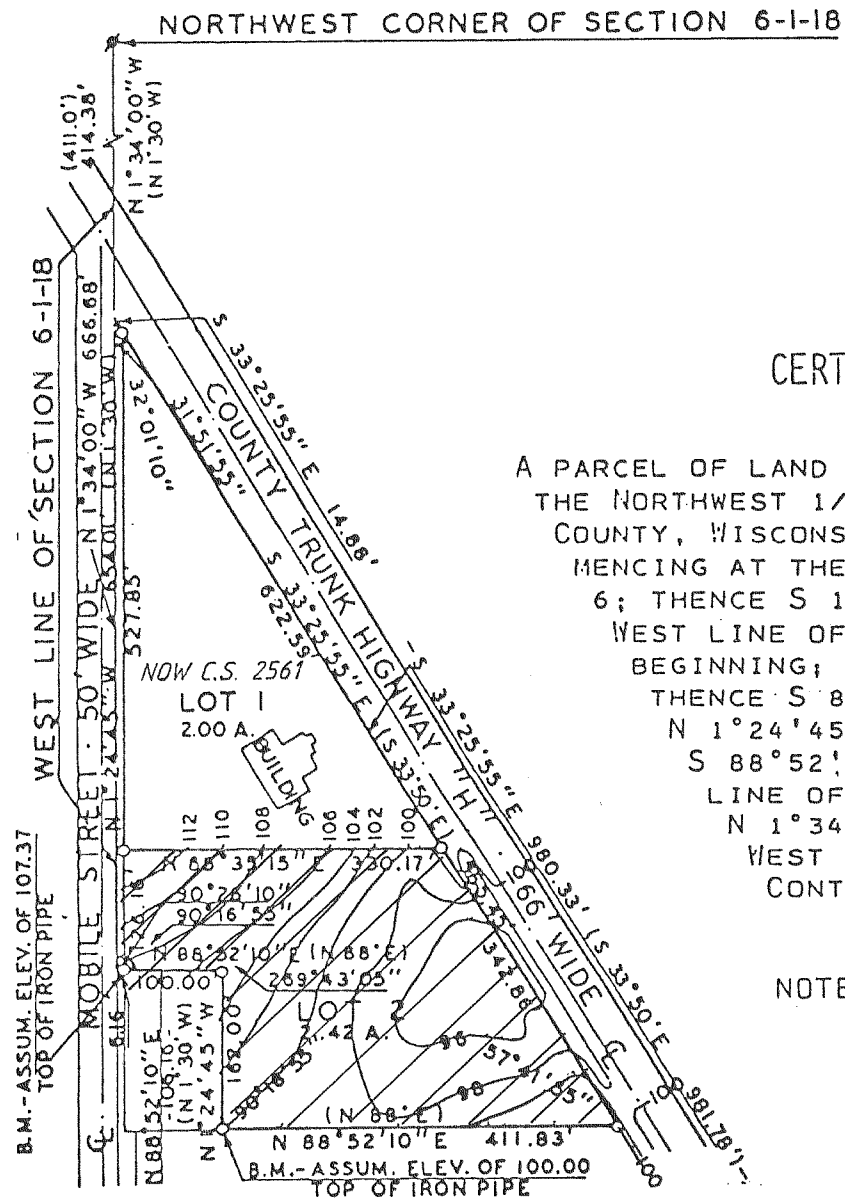 NORTHWEST CORNER OF SECTION 6-1-18
(411.0')
414.38'
N 1°34'00" W
(N 1°30' W)
WEST LINE OF SECTION 6-1-18
MOBILE STREET - 50' WIDE
N 1°34'00" W 666.68'
(N 1°30' W)
N 1°24'45" W
527.85'
32°01'10"
31°51'55"
S 33°25'55" E 14.88'
COUNTY TRUNK HIGHWAY "H" 66' WIDE
S 33°25'55" E (S 33°50'E)
622.59'
S 33°25'55" E 980.33' (S 33°50'E
981.78')
CERT
A PARCEL OF LAND
THE NORTHWEST 1/
COUNTY, WISCONS
MENCING AT THE
6; THENCE S 1
WEST LINE OF
BEGINNING;
THENCE S 8
N 1°24'45
S 88°52'
LINE OF
N 1°34
WEST
CONT
NOTE
NOW C.S. 2561
LOT 1
2.00 A.
BUILDING
112
110
108
106
104
102
100
N 88°35'15" E 330.17'
90°16'55"
N 88°52'10" E (N 88°E)
100.00'
269°43'05"
LOT 2
342.88'
96
98
100
N 88°52'10" E
(N 1°30' W)
N 1°24'45" W
(N 88°E)
N 88°52'10" E 411.83'
B.M.-ASSUM. ELEV. OF 100.00
TOP OF IRON PIPE
B.M.-ASSUM. ELEV. OF 107.37
TOP OF IRON PIPE